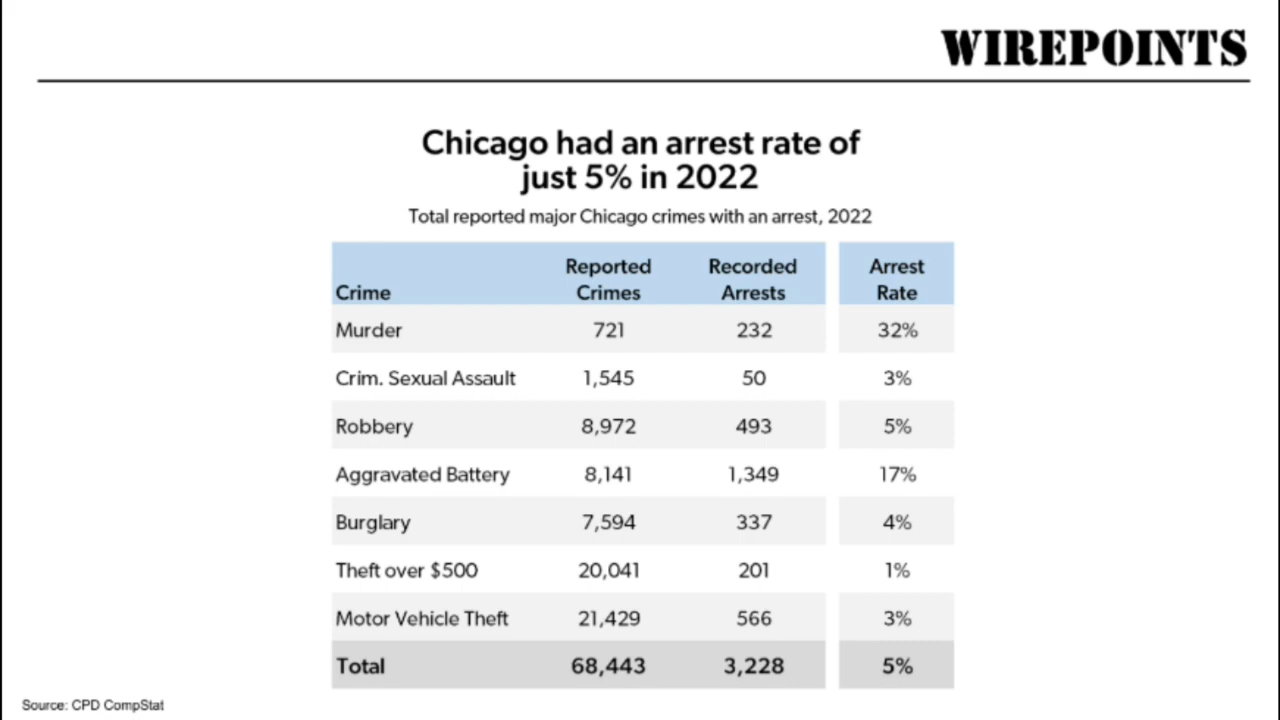 WIREPOINTS
Chicago had an arrest rate of
just 5% in 2022
Total reported major Chicago crimes with an arrest, 2022
Crime Reported Crimes Recorded Arrests Arrest Rate
Murder 721 232 32%
Crim. Sexual Assault 1,545 50 3%
Robbery 8,972 493 5%
Aggravated Battery 8,141 1,349 17%
Burglary 7,594 337 4%
Theft over $500 20,041 201 1%
Motor Vehicle Theft 21,429 566 3%
Total 68,443 3,228 5%
Source: CPD CompStat